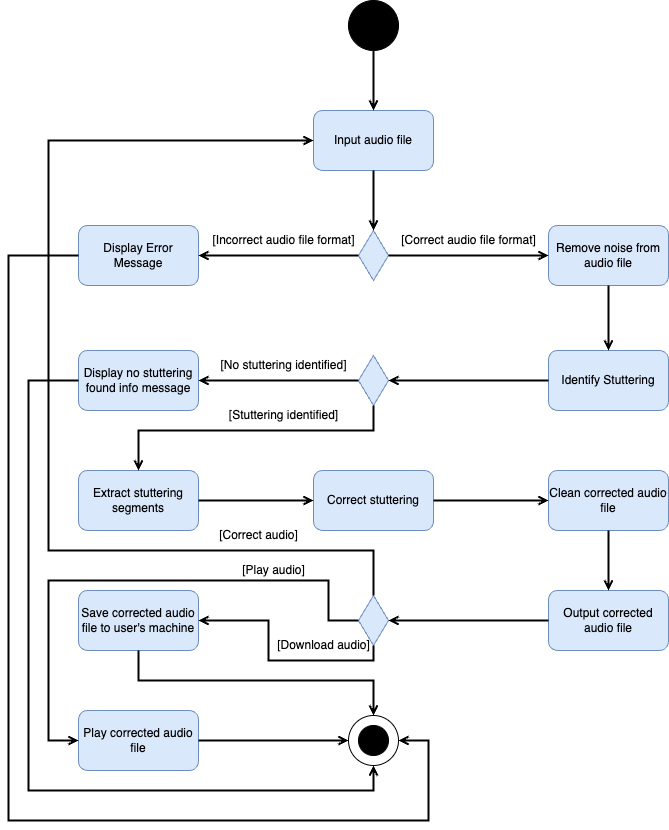 Input audio file
[Incorrect audio file format]
[Correct audio file format]
Display Error
Message
Remove noise from
audio file
[No stuttering identified]
Display no stuttering
found info message
Identify Stuttering
[Stuttering identified]
Extract stuttering
segments
Correct stuttering
Clean corrected audio
file
[Correct audio]
[Play audio]
Save corrected audio
file to user's machine
Output corrected
audio file
[Download audio]
Play corrected audio
file